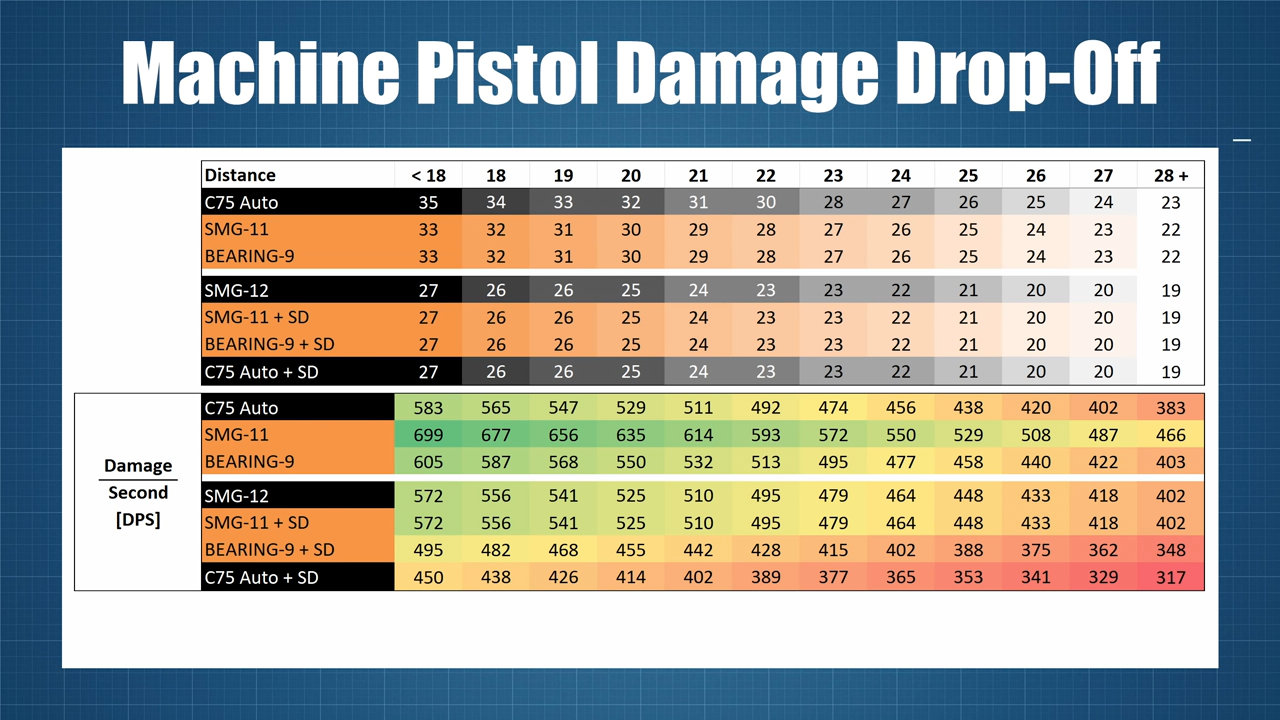 Machine Pistol Damage Drop-Off
Distance < 18 18 19 20 21 22 23 24 25 26 27 28 +
C75 Auto 35 34 33 32 31 30 28 27 26 25 24 23
SMG-11 33 32 31 30 29 28 27 26 25 24 23 22
BEARING-9 33 32 31 30 29 28 27 26 25 24 23 22
SMG-12 27 26 26 25 24 23 23 22 21 20 20 19
SMG-11 + SD 27 26 26 25 24 23 23 22 21 20 20 19
BEARING-9 + SD 27 26 26 25 24 23 23 22 21 20 20 19
C75 Auto + SD 27 26 26 25 24 23 23 22 21 20 20 19
Damage
Second
[DPS]
C75 Auto 583 565 547 529 511 492 474 456 438 420 402 383
SMG-11 699 677 656 635 614 593 572 550 529 508 487 466
BEARING-9 605 587 568 550 532 513 495 477 458 440 422 403
SMG-12 572 556 541 525 510 495 479 464 448 433 418 402
SMG-11 + SD 572 556 541 525 510 495 479 464 448 433 418 402
BEARING-9 + SD 495 482 468 455 442 428 415 402 388 375 362 348
C75 Auto + SD 450 438 426 414 402 389 377 365 353 341 329 317